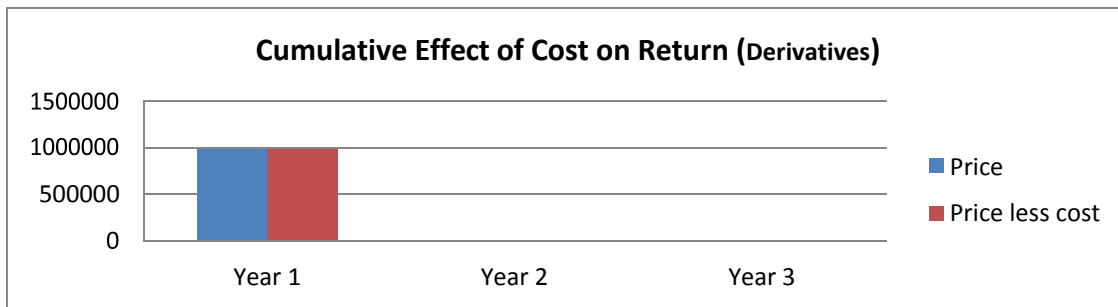 Cumulative Effect of Cost on Return (Derivatives)
1500000
1000000
500000
0
Year 1 Year 2 Year 3
Price
Price less cost